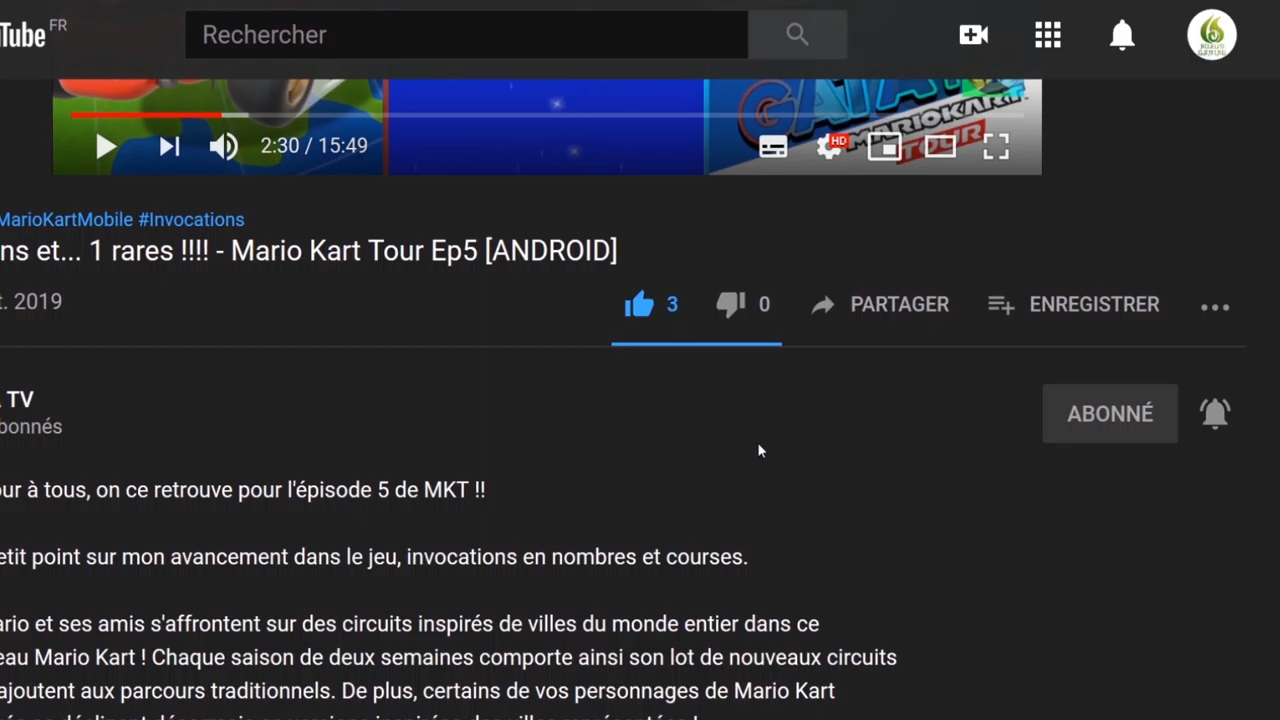 Tube FR
Rechercher
GATA
MARIOKART
TOUR
2:30 / 15:49
HD
MarioKartMobile #Invocations
ns et... 1 rares !!!! - Mario Kart Tour Ep5 [ANDROID]
t. 2019
3
0
PARTAGER
ENREGISTRER
TV
bonnés
ABONNÉ
our à tous, on ce retrouve pour l'épisode 5 de MKT !!
etit point sur mon avancement dans le jeu, invocations en nombres et courses.
ario et ses amis s'affrontent sur des circuits inspirés de villes du monde entier dans ce
eau Mario Kart ! Chaque saison de deux semaines comporte ainsi son lot de nouveaux circuits
ajoutent aux parcours traditionnels. De plus, certains de vos personnages de Mario Kart